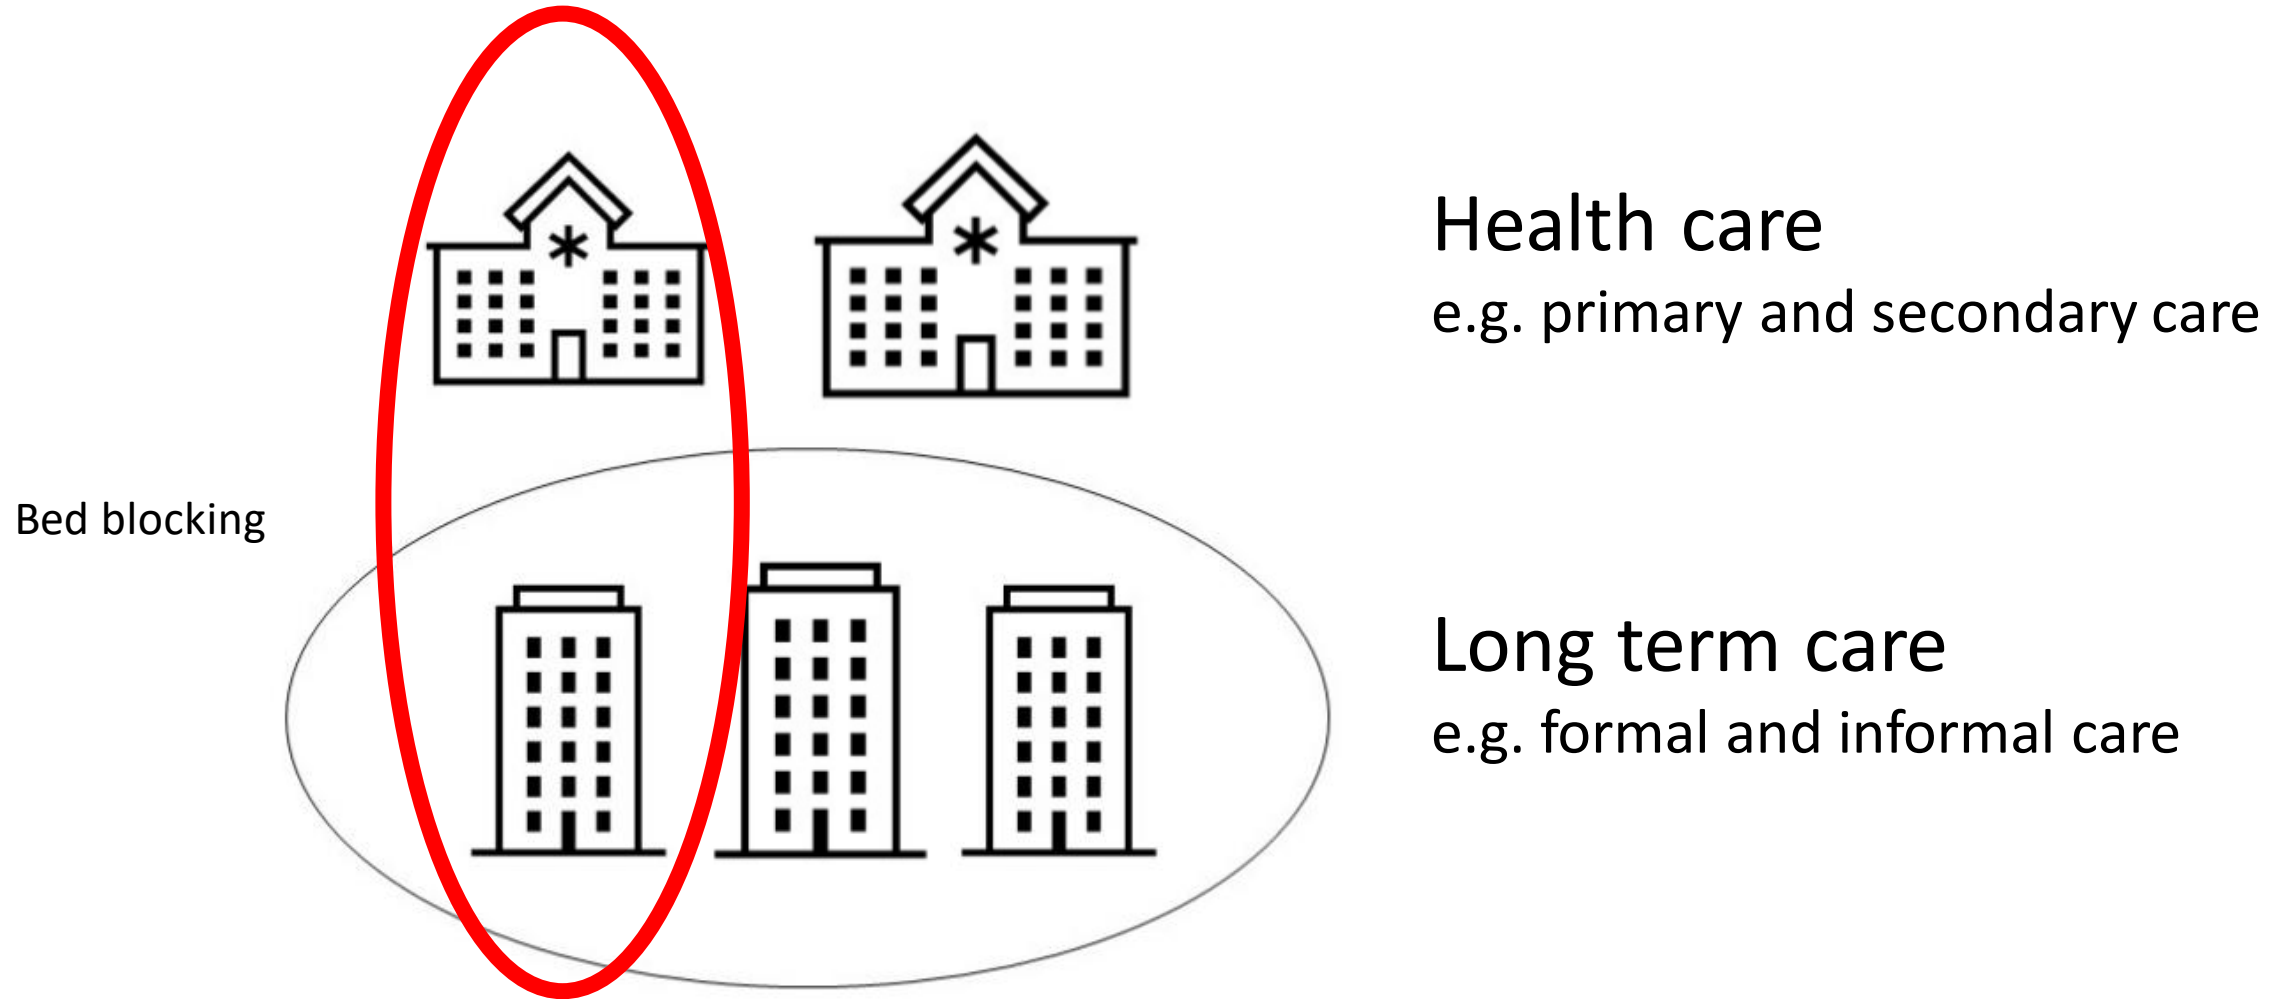 Health care
e.g. primary and secondary care
Bed blocking
Long term care
e.g. formal and informal care